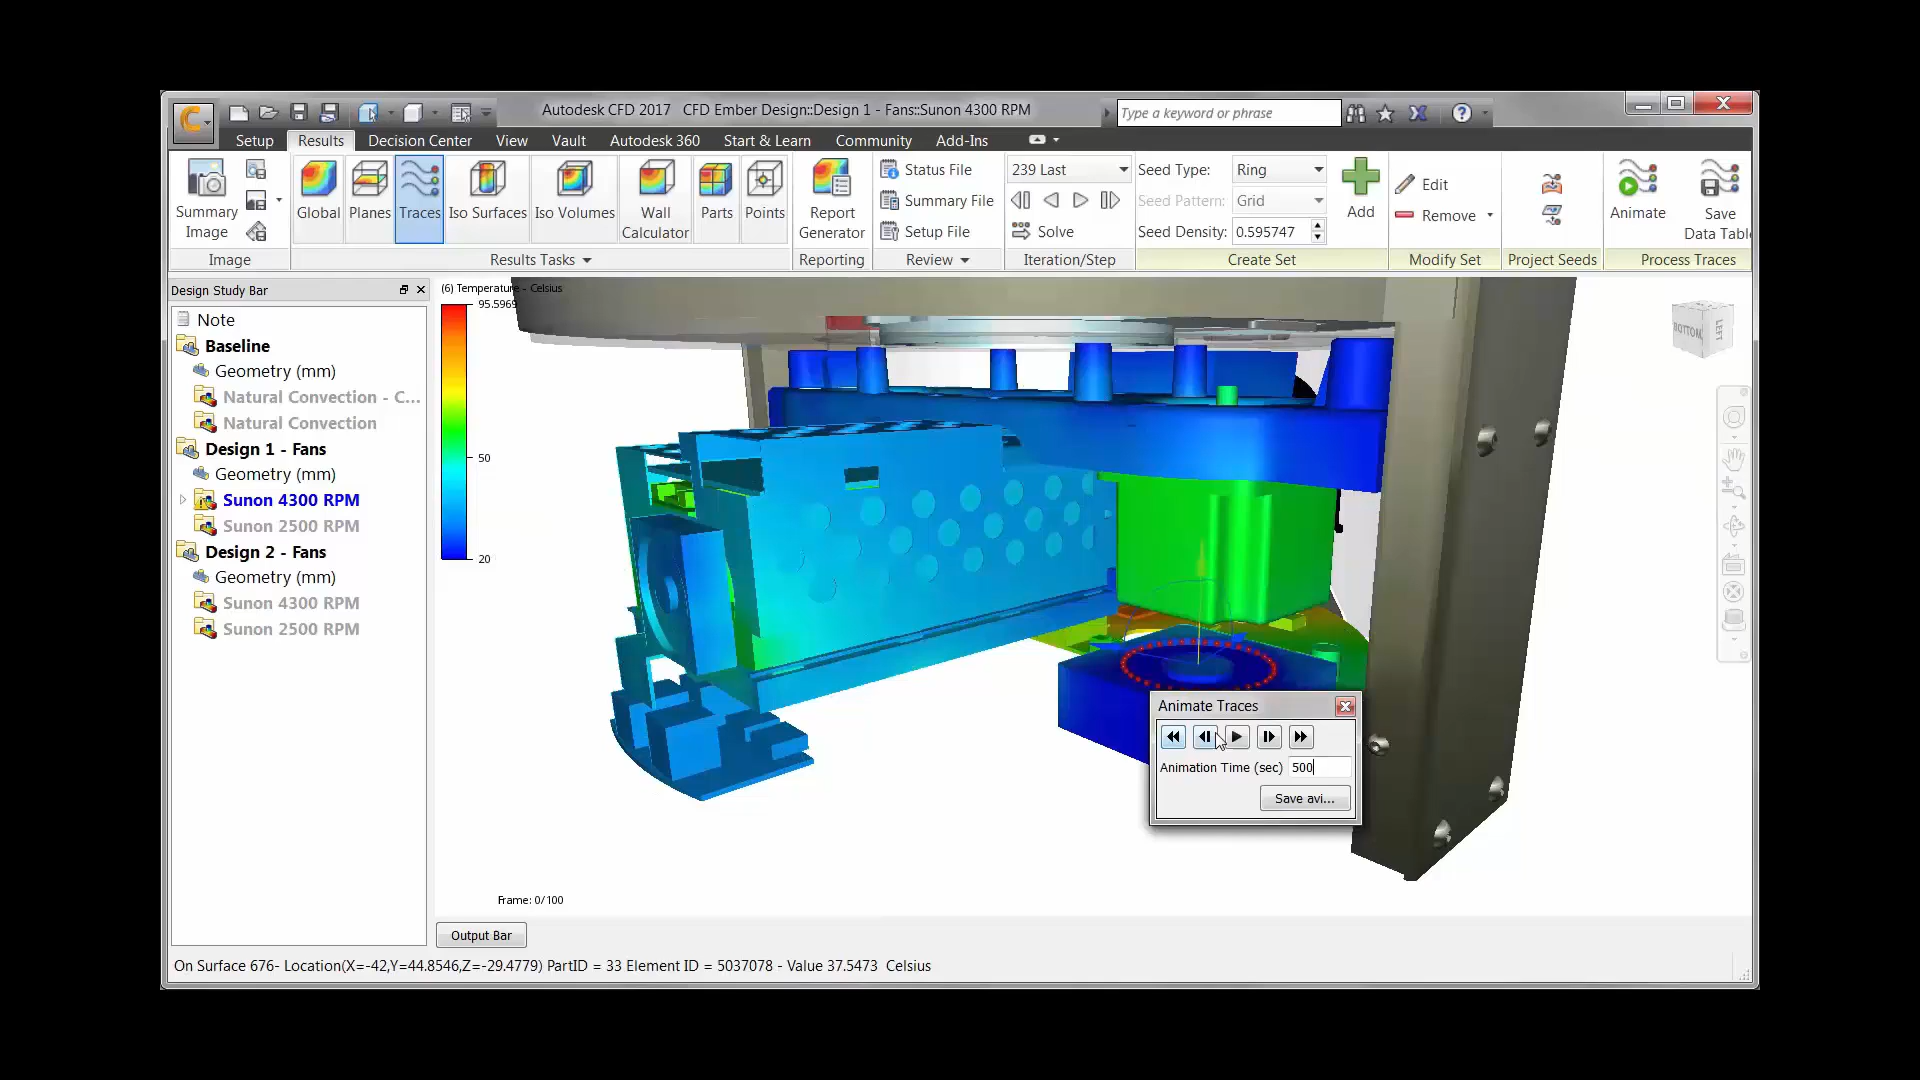 Autodesk CFD 2017 CFD Ember Design::Design 1 - Fans::Sunon 4300 RPM
Type a keyword or phrase
Setup Results Decision Center View Vault Autodesk 360 Start & Learn Community Add-Ins
Summary Image
Global
Planes
Traces
Iso Surfaces
Iso Volumes
Wall Calculator
Parts
Points
Report Generator
Status File
Summary File
Setup File
239 Last
Solve
Seed Type: Ring
Seed Pattern: Grid
Seed Density: 0.595747
Add
Edit
Remove
Animate
Save
Data Tabl
Image
Results Tasks
Reporting
Review
Iteration/Step
Create Set
Modify Set
Project Seeds
Process Traces
Design Study Bar
Note
Baseline
Geometry (mm)
Natural Convection - C...
Natural Convection
Design 1 - Fans
Geometry (mm)
Sunon 4300 RPM
Sunon 2500 RPM
Design 2 - Fans
Geometry (mm)
Sunon 4300 RPM
Sunon 2500 RPM
(6) Temperature - Celsius
95.5969
50
20
BOTTOM
LEFT
Animate Traces
Animation Time (sec) 500
Save avi...
Frame: 0/100
Output Bar
On Surface 676- Location(X=-42,Y=44.8546,Z=-29.4779) PartID = 33 Element ID = 5037078 - Value 37.5473 Celsius